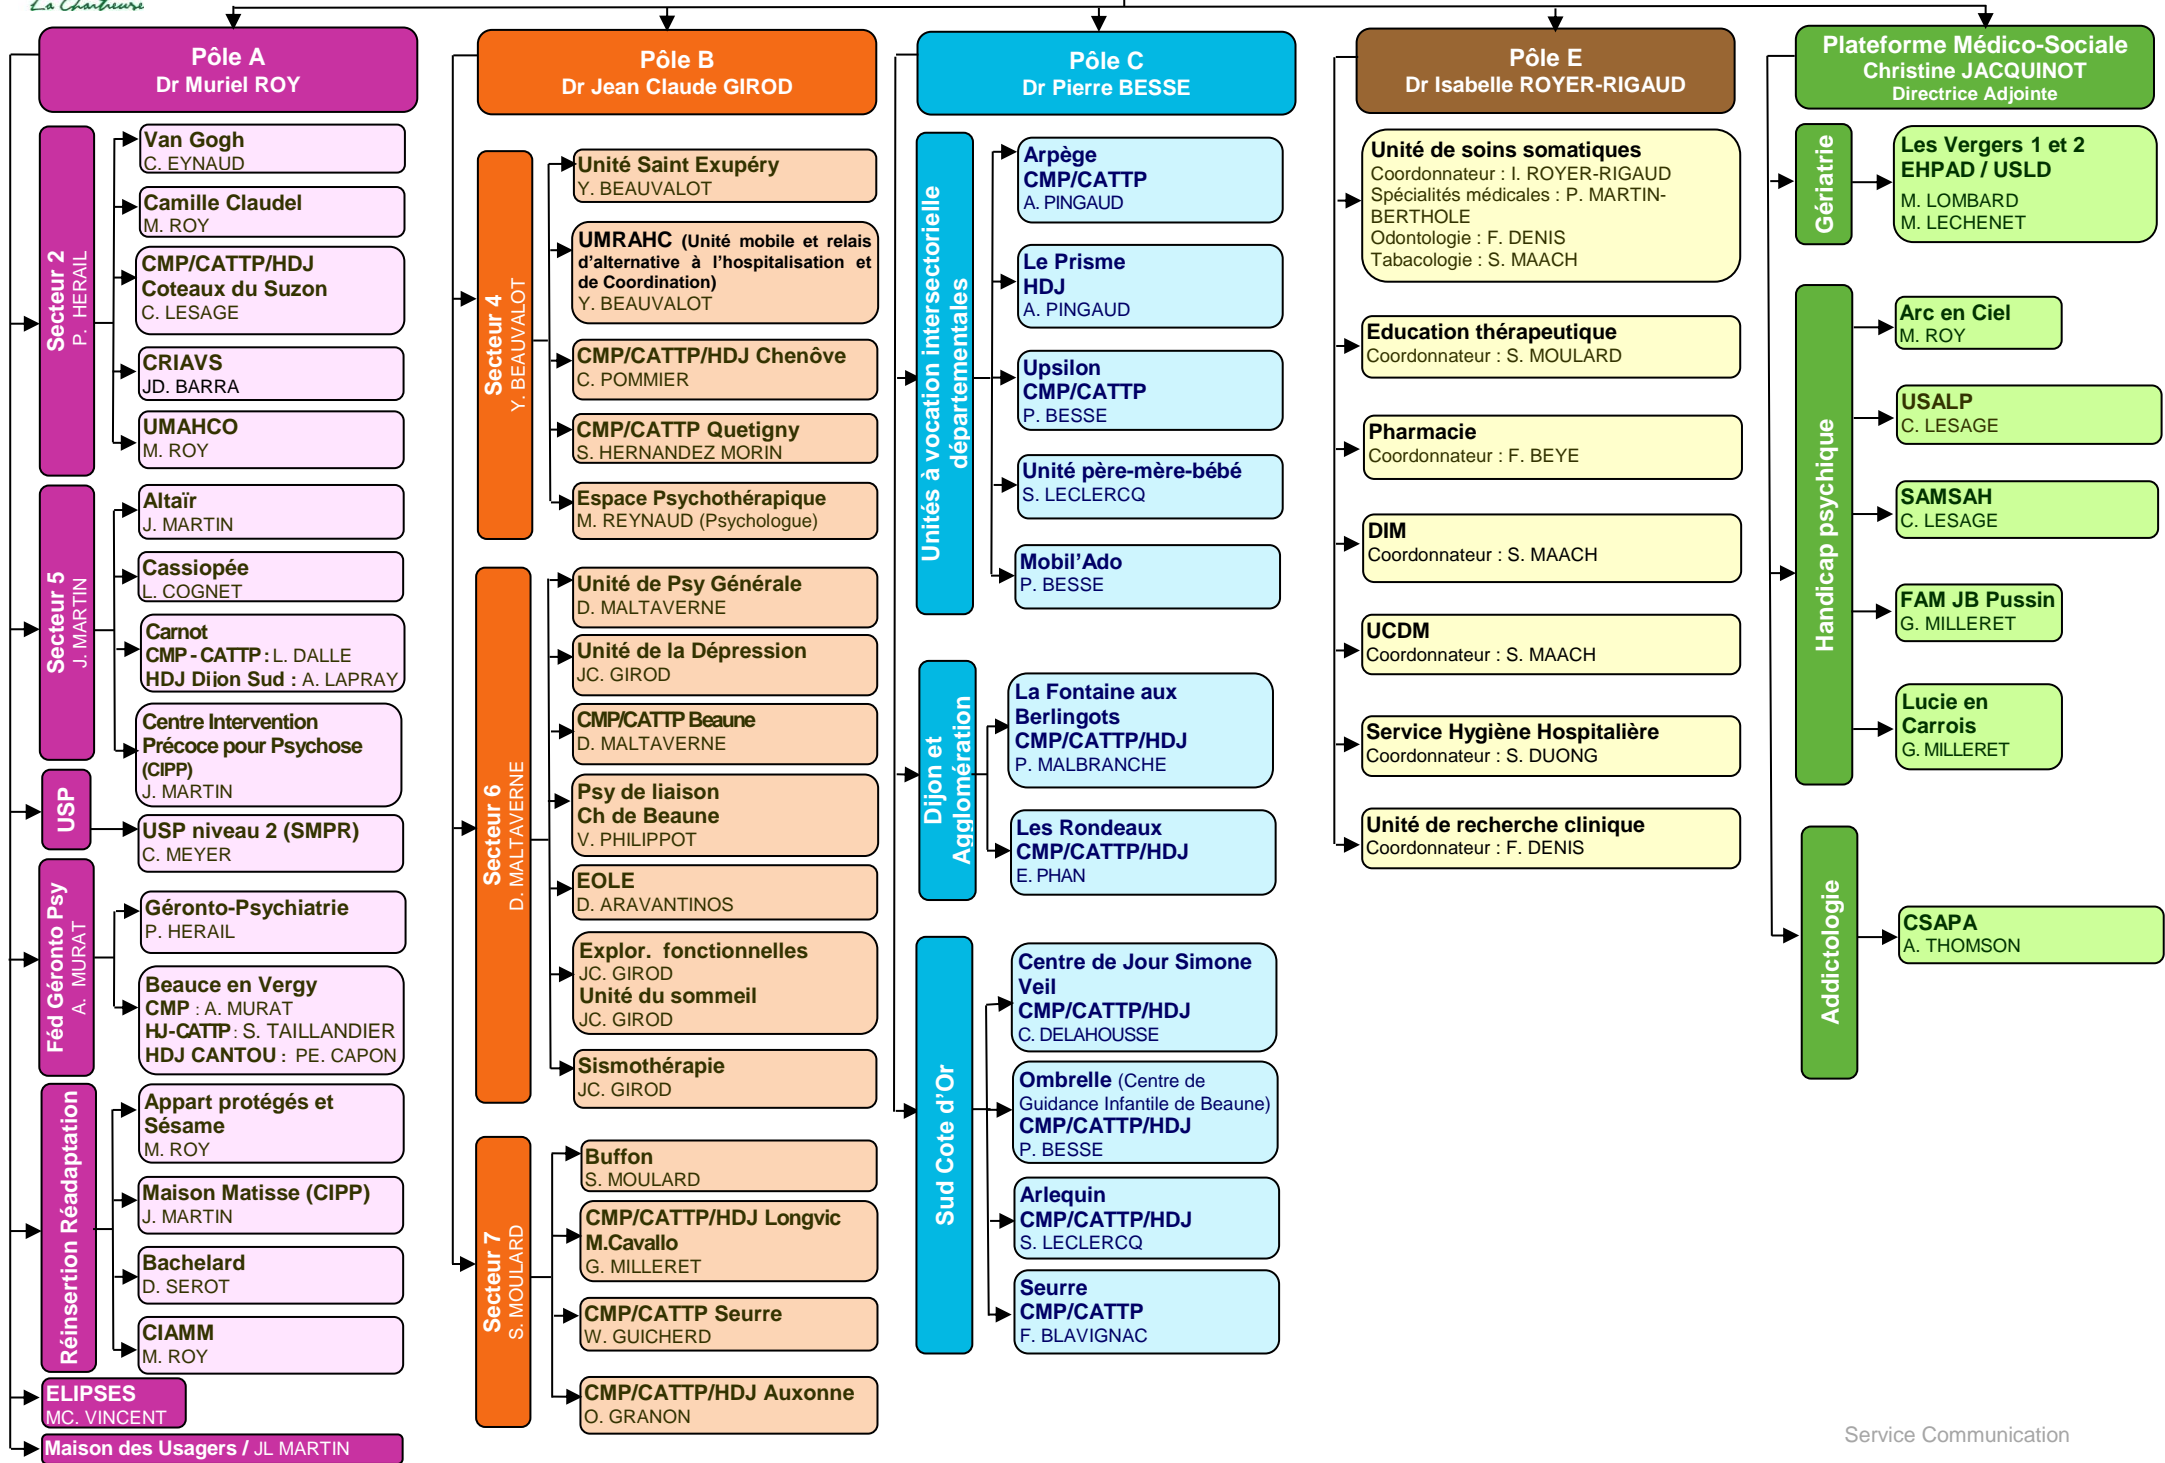 La Chartreuse
Pôle A
Dr Muriel ROY
Secteur 2
P. HERAIL
Van Gogh
C. EYNAUD
Camille Claudel
M. ROY
CMP/CATTP/HDJ
Coteaux du Suzon
C. LESAGE
CRIAVS
JD. BARRA
UMAHCO
M. ROY
Secteur 5
J. MARTIN
Altaïr
J. MARTIN
Cassiopée
L. COGNET
Carnot
CMP - CATTP : L. DALLE
HDJ Dijon Sud : A. LAPRAY
Centre Intervention
Précoce pour Psychose
(CIPP)
J. MARTIN
USP
USP niveau 2 (SMPR)
C. MEYER
Féd Géronto Psy
A. MURAT
Géronto-Psychiatrie
P. HERAIL
Beauce en Vergy
CMP : A. MURAT
HJ-CATTP : S. TAILLANDIER
HDJ CANTOU : PE. CAPON
Réinsertion Réadaptation
Appart protégés et
Sésame
M. ROY
Maison Matisse (CIPP)
J. MARTIN
Bachelard
D. SEROT
CIAMM
M. ROY
ELIPSES
MC. VINCENT
Maison des Usagers / JL MARTIN
Pôle B
Dr Jean Claude GIROD
Secteur 4
Y. BEAUVALOT
Unité Saint Exupéry
Y. BEAUVALOT
UMRAHC (Unité mobile et relais
d'alternative à l'hospitalisation et
de Coordination)
Y. BEAUVALOT
CMP/CATTP/HDJ Chenôve
C. POMMIER
CMP/CATTP Quetigny
S. HERNANDEZ MORIN
Espace Psychothérapique
M. REYNAUD (Psychologue)
Secteur 6
D. MALTAVERNE
Unité de Psy Générale
D. MALTAVERNE
Unité de la Dépression
JC. GIROD
CMP/CATTP Beaune
D. MALTAVERNE
Psy de liaison
Ch de Beaune
V. PHILIPPOT
EOLE
D. ARAVANTINOS
Explor. fonctionnelles
JC. GIROD
Unité du sommeil
JC. GIROD
Sismothérapie
JC. GIROD
Secteur 7
S. MOULARD
Buffon
S. MOULARD
CMP/CATTP/HDJ Longvic
M.Cavallo
G. MILLERET
CMP/CATTP Seurre
W. GUICHERD
CMP/CATTP/HDJ Auxonne
O. GRANON
Pôle C
Dr Pierre BESSE
Unités à vocation intersectorielle
départementales
Arpège
CMP/CATTP
A. PINGAUD
Le Prisme
HDJ
A. PINGAUD
Upsilon
CMP/CATTP
P. BESSE
Unité père-mère-bébé
S. LECLERCQ
Mobil'Ado
P. BESSE
Dijon et
Agglomération
La Fontaine aux
Berlingots
CMP/CATTP/HDJ
P. MALBRANCHE
Les Rondeaux
CMP/CATTP/HDJ
E. PHAN
Sud Cote d'Or
Centre de Jour Simone
Veil
CMP/CATTP/HDJ
C. DELAHOUSSE
Ombrelle (Centre de
Guidance Infantile de Beaune)
CMP/CATTP/HDJ
P. BESSE
Arlequin
CMP/CATTP/HDJ
S. LECLERCQ
Seurre
CMP/CATTP
F. BLAVIGNAC
Pôle E
Dr Isabelle ROYER-RIGAUD
Unité de soins somatiques
Coordonnateur : I. ROYER-RIGAUD
Spécialités médicales : P. MARTIN-
BERTHOLE
Odontologie : F. DENIS
Tabacologie : S. MAACH
Education thérapeutique
Coordonnateur : S. MOULARD
Pharmacie
Coordonnateur : F. BEYE
DIM
Coordonnateur : S. MAACH
UCDM
Coordonnateur : S. MAACH
Service Hygiène Hospitalière
Coordonnateur : S. DUONG
Unité de recherche clinique
Coordonnateur : F. DENIS
Plateforme Médico-Sociale
Christine JACQUINOT
Directrice Adjointe
Gériatrie
Les Vergers 1 et 2
EHPAD / USLD
M. LOMBARD
M. LECHENET
Handicap psychique
Arc en Ciel
M. ROY
USALP
C. LESAGE
SAMSAH
C. LESAGE
FAM JB Pussin
G. MILLERET
Lucie en
Carrois
G. MILLERET
Addictologie
CSAPA
A. THOMSON
Service Communication